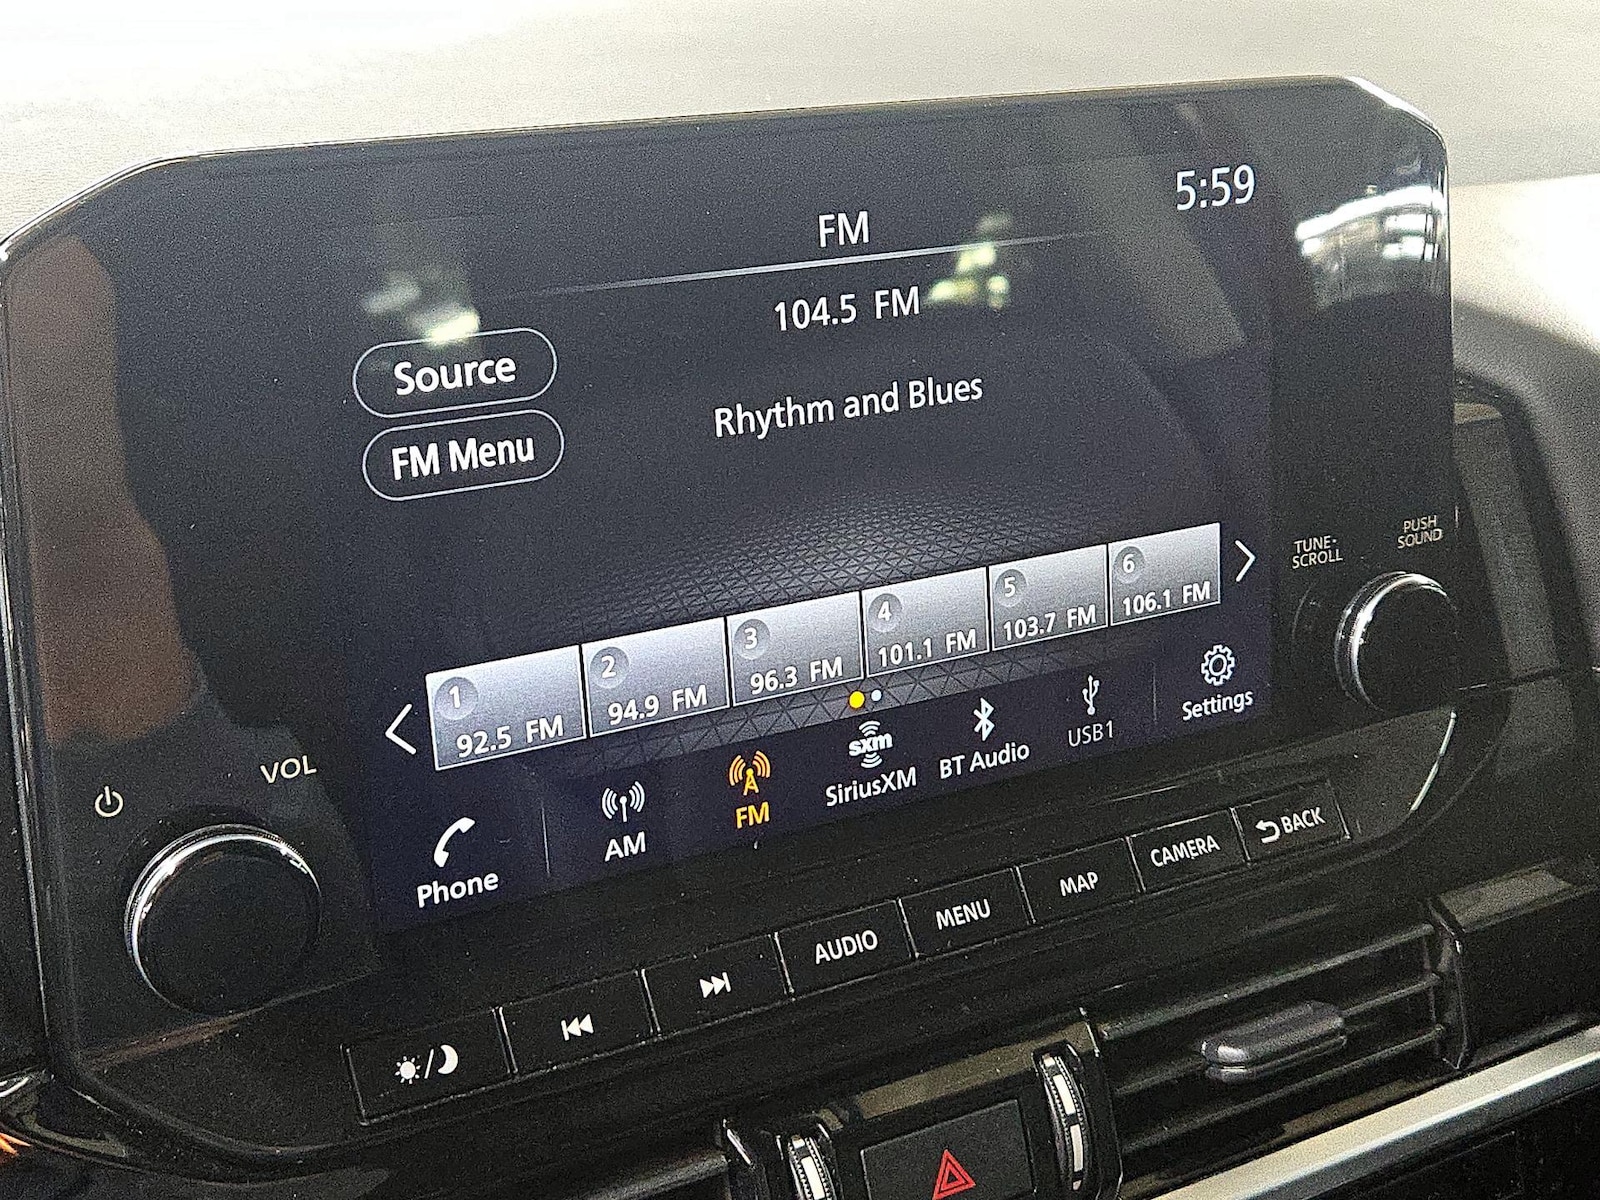 5:59
FM
104.5 FM
Source
Rhythm and Blues
FM Menu
TUNE-
SCROLL
PUSH
SOUND
1
92.5 FM
2
94.9 FM
3
96.3 FM
4
101.1 FM
5
103.7 FM
6
106.1 FM
VOL
Phone
AM
FM
sxm
SiriusXM
BT Audio
USB1
Settings
AUDIO
MENU
MAP
CAMERA
BACK